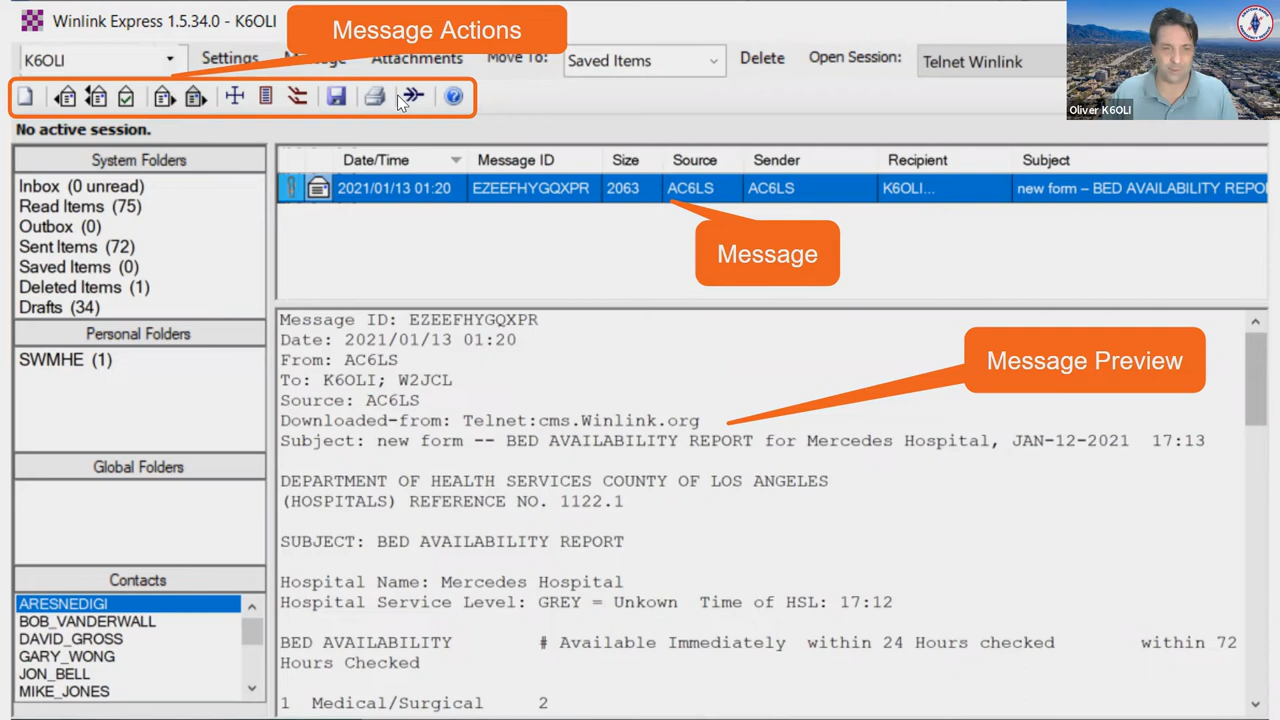 Winlink Express 1.5.34.0 - K6OLI
Message Actions
K6OLI
Settings
Attachments
Move To:
Saved Items
Delete
Open Session:
Telnet Winlink
Oliver K6OLI
No active session.
System Folders
Inbox (0 unread)
Read Items (75)
Outbox (0)
Sent Items (72)
Saved Items (0)
Deleted Items (1)
Drafts (34)
Personal Folders
SWMHE (1)
Global Folders
Contacts
ARESNEDIGI
BOB_VANDERWALL
DAVID_GROSS
GARY_WONG
JON_BELL
MIKE_JONES
Date/Time Message ID Size Source Sender Recipient Subject
2021/01/13 01:20 EZEEFHYGQXPR 2063 AC6LS AC6LS K6OLI... new form – BED AVAILABILITY REPO
Message
Message Preview
Message ID: EZEEFHYGQXPR
Date: 2021/01/13 01:20
From: AC6LS
To: K6OLI; W2JCL
Source: AC6LS
Downloaded-from: Telnet:cms.Winlink.org
Subject: new form -- BED AVAILABILITY REPORT for Mercedes Hospital, JAN-12-2021 17:13
DEPARTMENT OF HEALTH SERVICES COUNTY OF LOS ANGELES
(HOSPITALS) REFERENCE NO. 1122.1
SUBJECT: BED AVAILABILITY REPORT
Hospital Name: Mercedes Hospital
Hospital Service Level: GREY = Unkown Time of HSL: 17:12
BED AVAILABILITY # Available Immediately within 24 Hours checked within 72
Hours Checked
1 Medical/Surgical 2